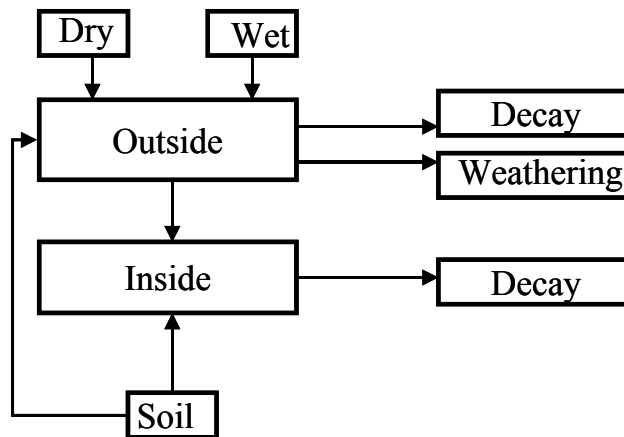 Dry
Wet
Outside
Decay
Weathering
Inside
Decay
Soil